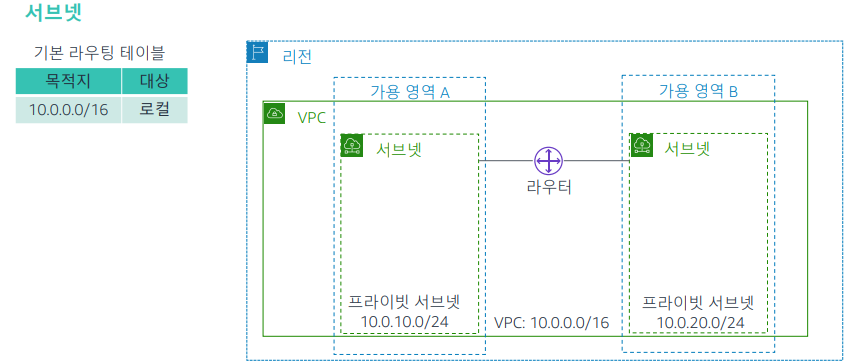 서브넷
기본 라우팅 테이블
목적지 대상
10.0.0.0/16 로컬
리전
가용 영역 A
가용 영역 B
VPC
서브넷
서브넷
라우터
프라이빗 서브넷
10.0.10.0/24
VPC: 10.0.0.0/16
프라이빗 서브넷
10.0.20.0/24